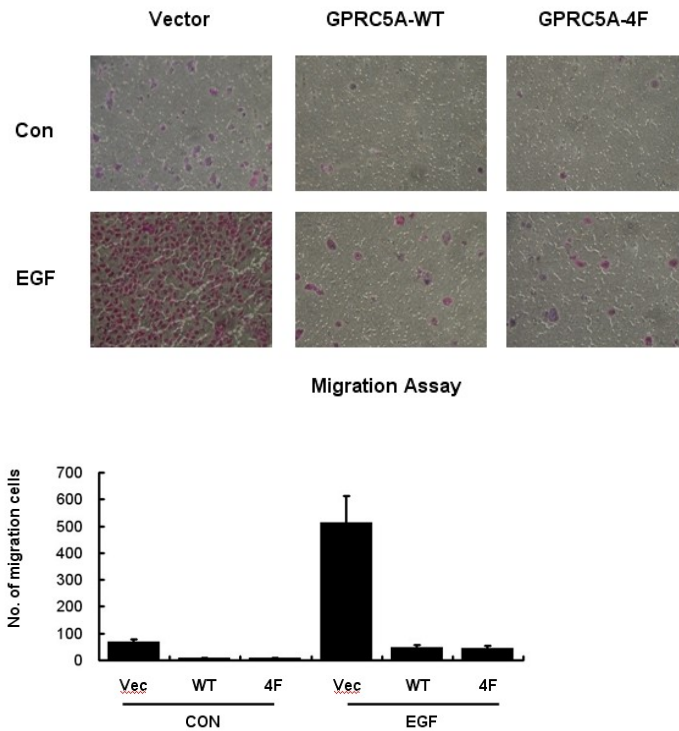 Vector GPRC5A-WT GPRC5A-4F
Con
EGF
Migration Assay
No. of migration cells
700
600
500
400
300
200
100
0
Vec WT 4F Vec WT 4F
CON EGF